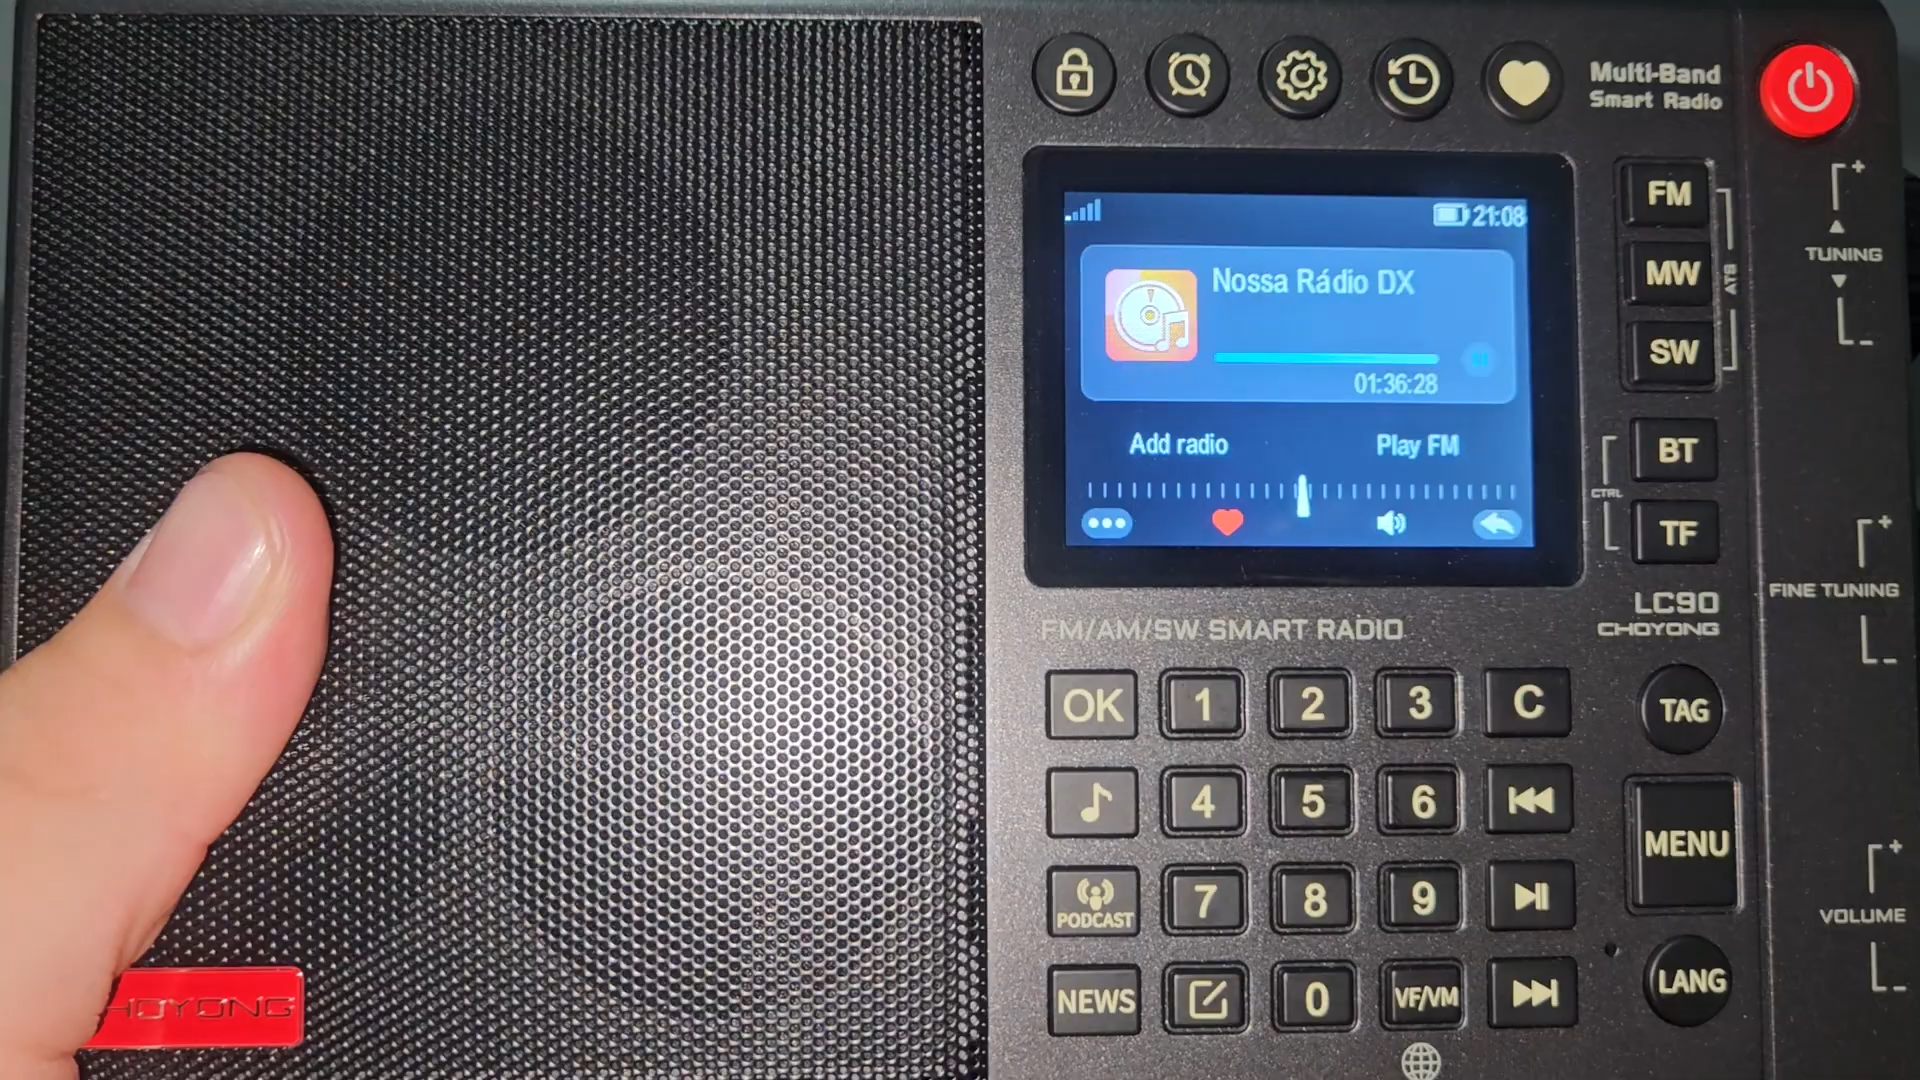 Multi-Band
Smart Radio
21:08
Nossa Rádio DX
01:36:28
Add radio
Play FM
FM
MW
SW
ATS
BT
CTRL
TF
+
TUNING
-
+
FINE TUNING
-
LC90
CHOYONG
FM/AM/SW SMART RADIO
OK 1 2 3 C
TAG
4 5 6
MENU
PODCAST 7 8 9
+
VOLUME
-
NEWS 0 VF/VM
LANG
HOYONG